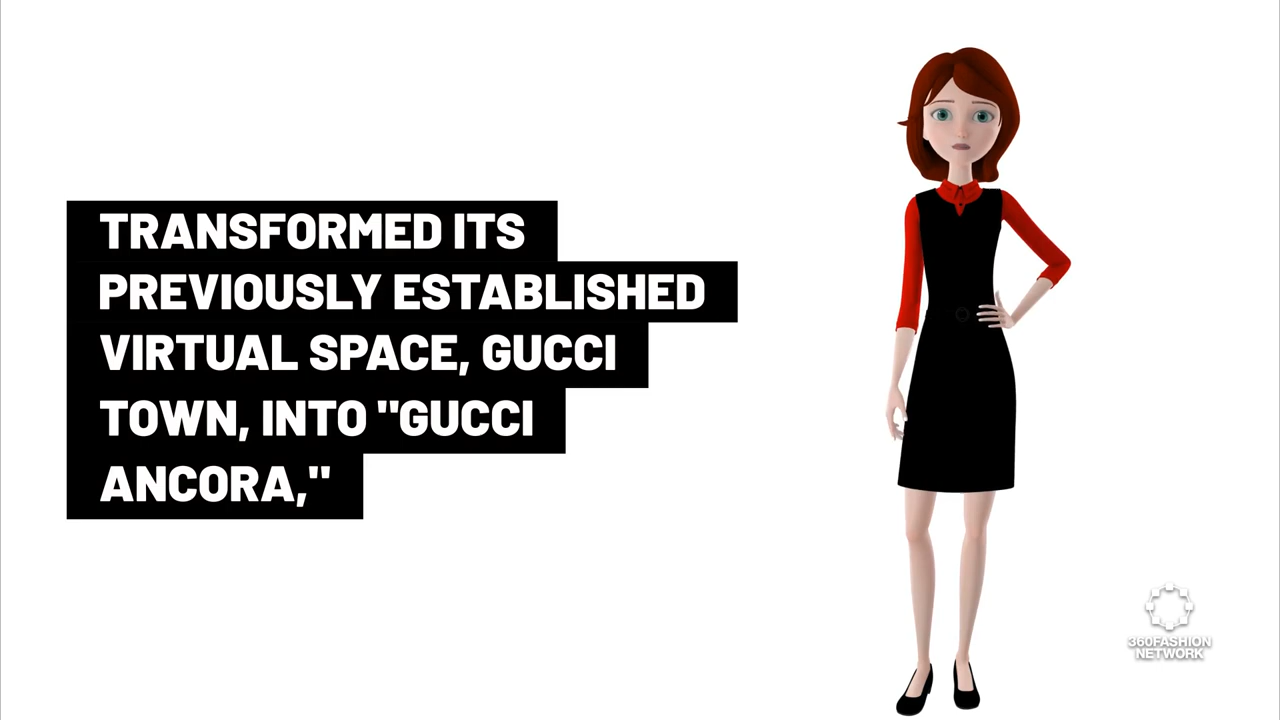 TRANSFORMED ITS
PREVIOUSLY ESTABLISHED
VIRTUAL SPACE, GUCCI
TOWN, INTO "GUCCI
ANCORA,"
360FASHION
NETWORK